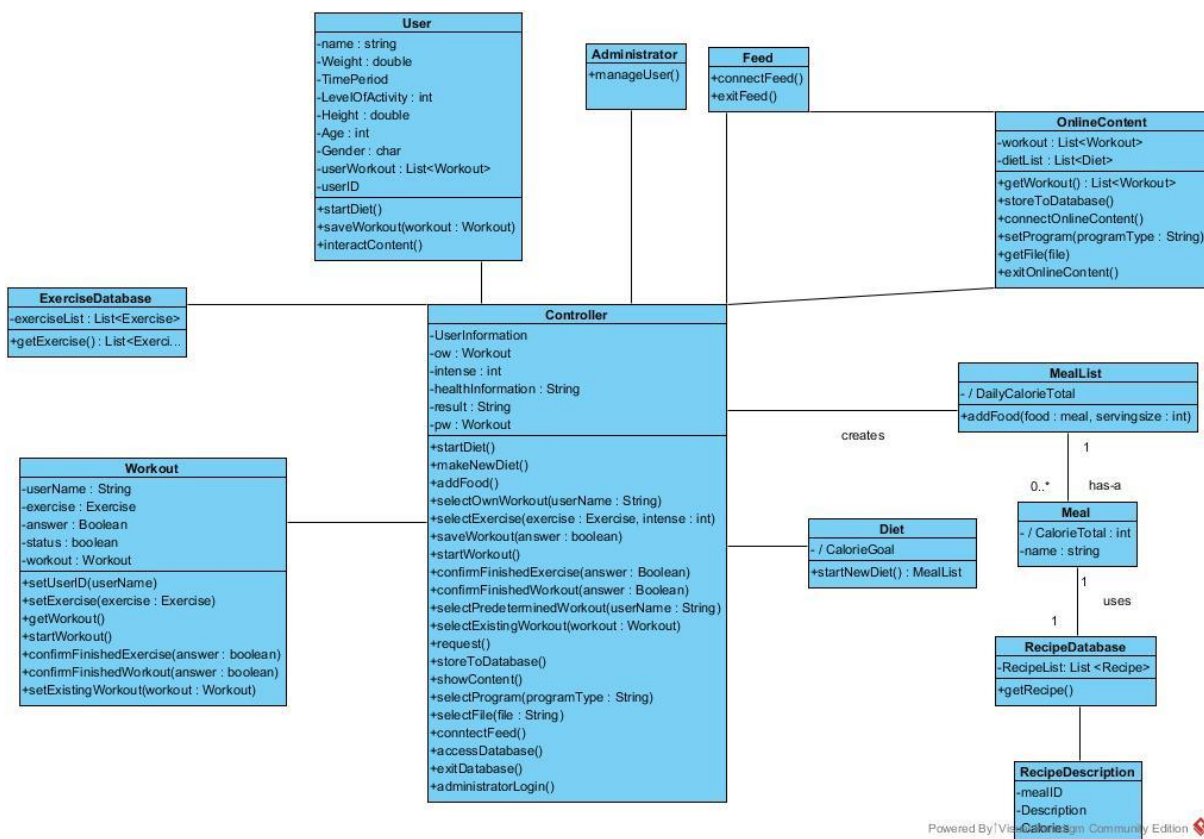 User
-name : string
-Weight : double
-TimePeriod
-LevelOfActivity : int
-Height : double
-Age : int
-Gender : char
-userWorkout : List<Workout>
-userID
+startDiet()
+saveWorkout(workout : Workout)
+interactContent()
Administrator
+manageUser()
Feed
+connectFeed()
+exitFeed()
OnlineContent
-workout : List<Workout>
-dietList : List<Diet>
+getWorkout() : List<Workout>
+storeToDatabase()
+connectOnlineContent()
+setProgram(programType : String)
+getFile(file)
+exitOnlineContent()
ExerciseDatabase
-exerciseList : List<Exercise>
+getExercise() : List<Exerci...
Controller
-UserInformation
-ow : Workout
-intense : int
-healthInformation : String
-result : String
-pw : Workout
+startDiet()
+makeNewDiet()
+addFood()
+selectOwnWorkout(userName : String)
+selectExercise(exercise : Exercise, intense : int)
+saveWorkout(answer : boolean)
+startWorkout()
+confirmFinishedExercise(answer : Boolean)
+confirmFinishedWorkout(answer : Boolean)
+selectPredeterminedWorkout(userName : String)
+selectExistingWorkout(workout : Workout)
+request()
+storeToDatabase()
+showContent()
+selectProgram(programType : String)
+selectFile(file : String)
+conntectFeed()
+accessDatabase()
+exitDatabase()
+administratorLogin()
Workout
-userName : String
-exercise : Exercise
-answer : Boolean
-status : boolean
-workout : Workout
+setUserID(userName)
+setExercise(exercise : Exercise)
+getWorkout()
+startWorkout()
+confirmFinishedExercise(answer : boolean)
+confirmFinishedWorkout(answer : boolean)
+setExistingWorkout(workout : Workout)
MealList
- / DailyCalorieTotal
+addFood(food : meal, servingsize : int)
creates
1
0..*
has-a
Meal
- / CalorieTotal : int
-name : string
Diet
- / CalorieGoal
+startNewDiet() : MealList
1
uses
1
RecipeDatabase
-RecipeList: List <Recipe>
+getRecipe()
RecipeDescription
-mealID
-Description
-Calories
Powered By Community Edition